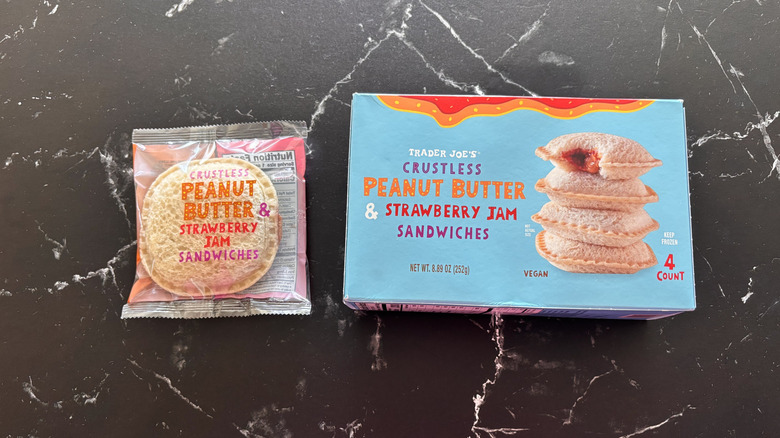 CRUSTLESS
PEANUT
BUTTER &
STRAWBERRY
JAM
SANDWICHES
TRADER JOE'S
CRUSTLESS
PEANUT BUTTER
& STRAWBERRY JAM
SANDWICHES
NET WT. 8.89 OZ (252g)
VEGAN
KEEP
FROZEN
4
COUNT